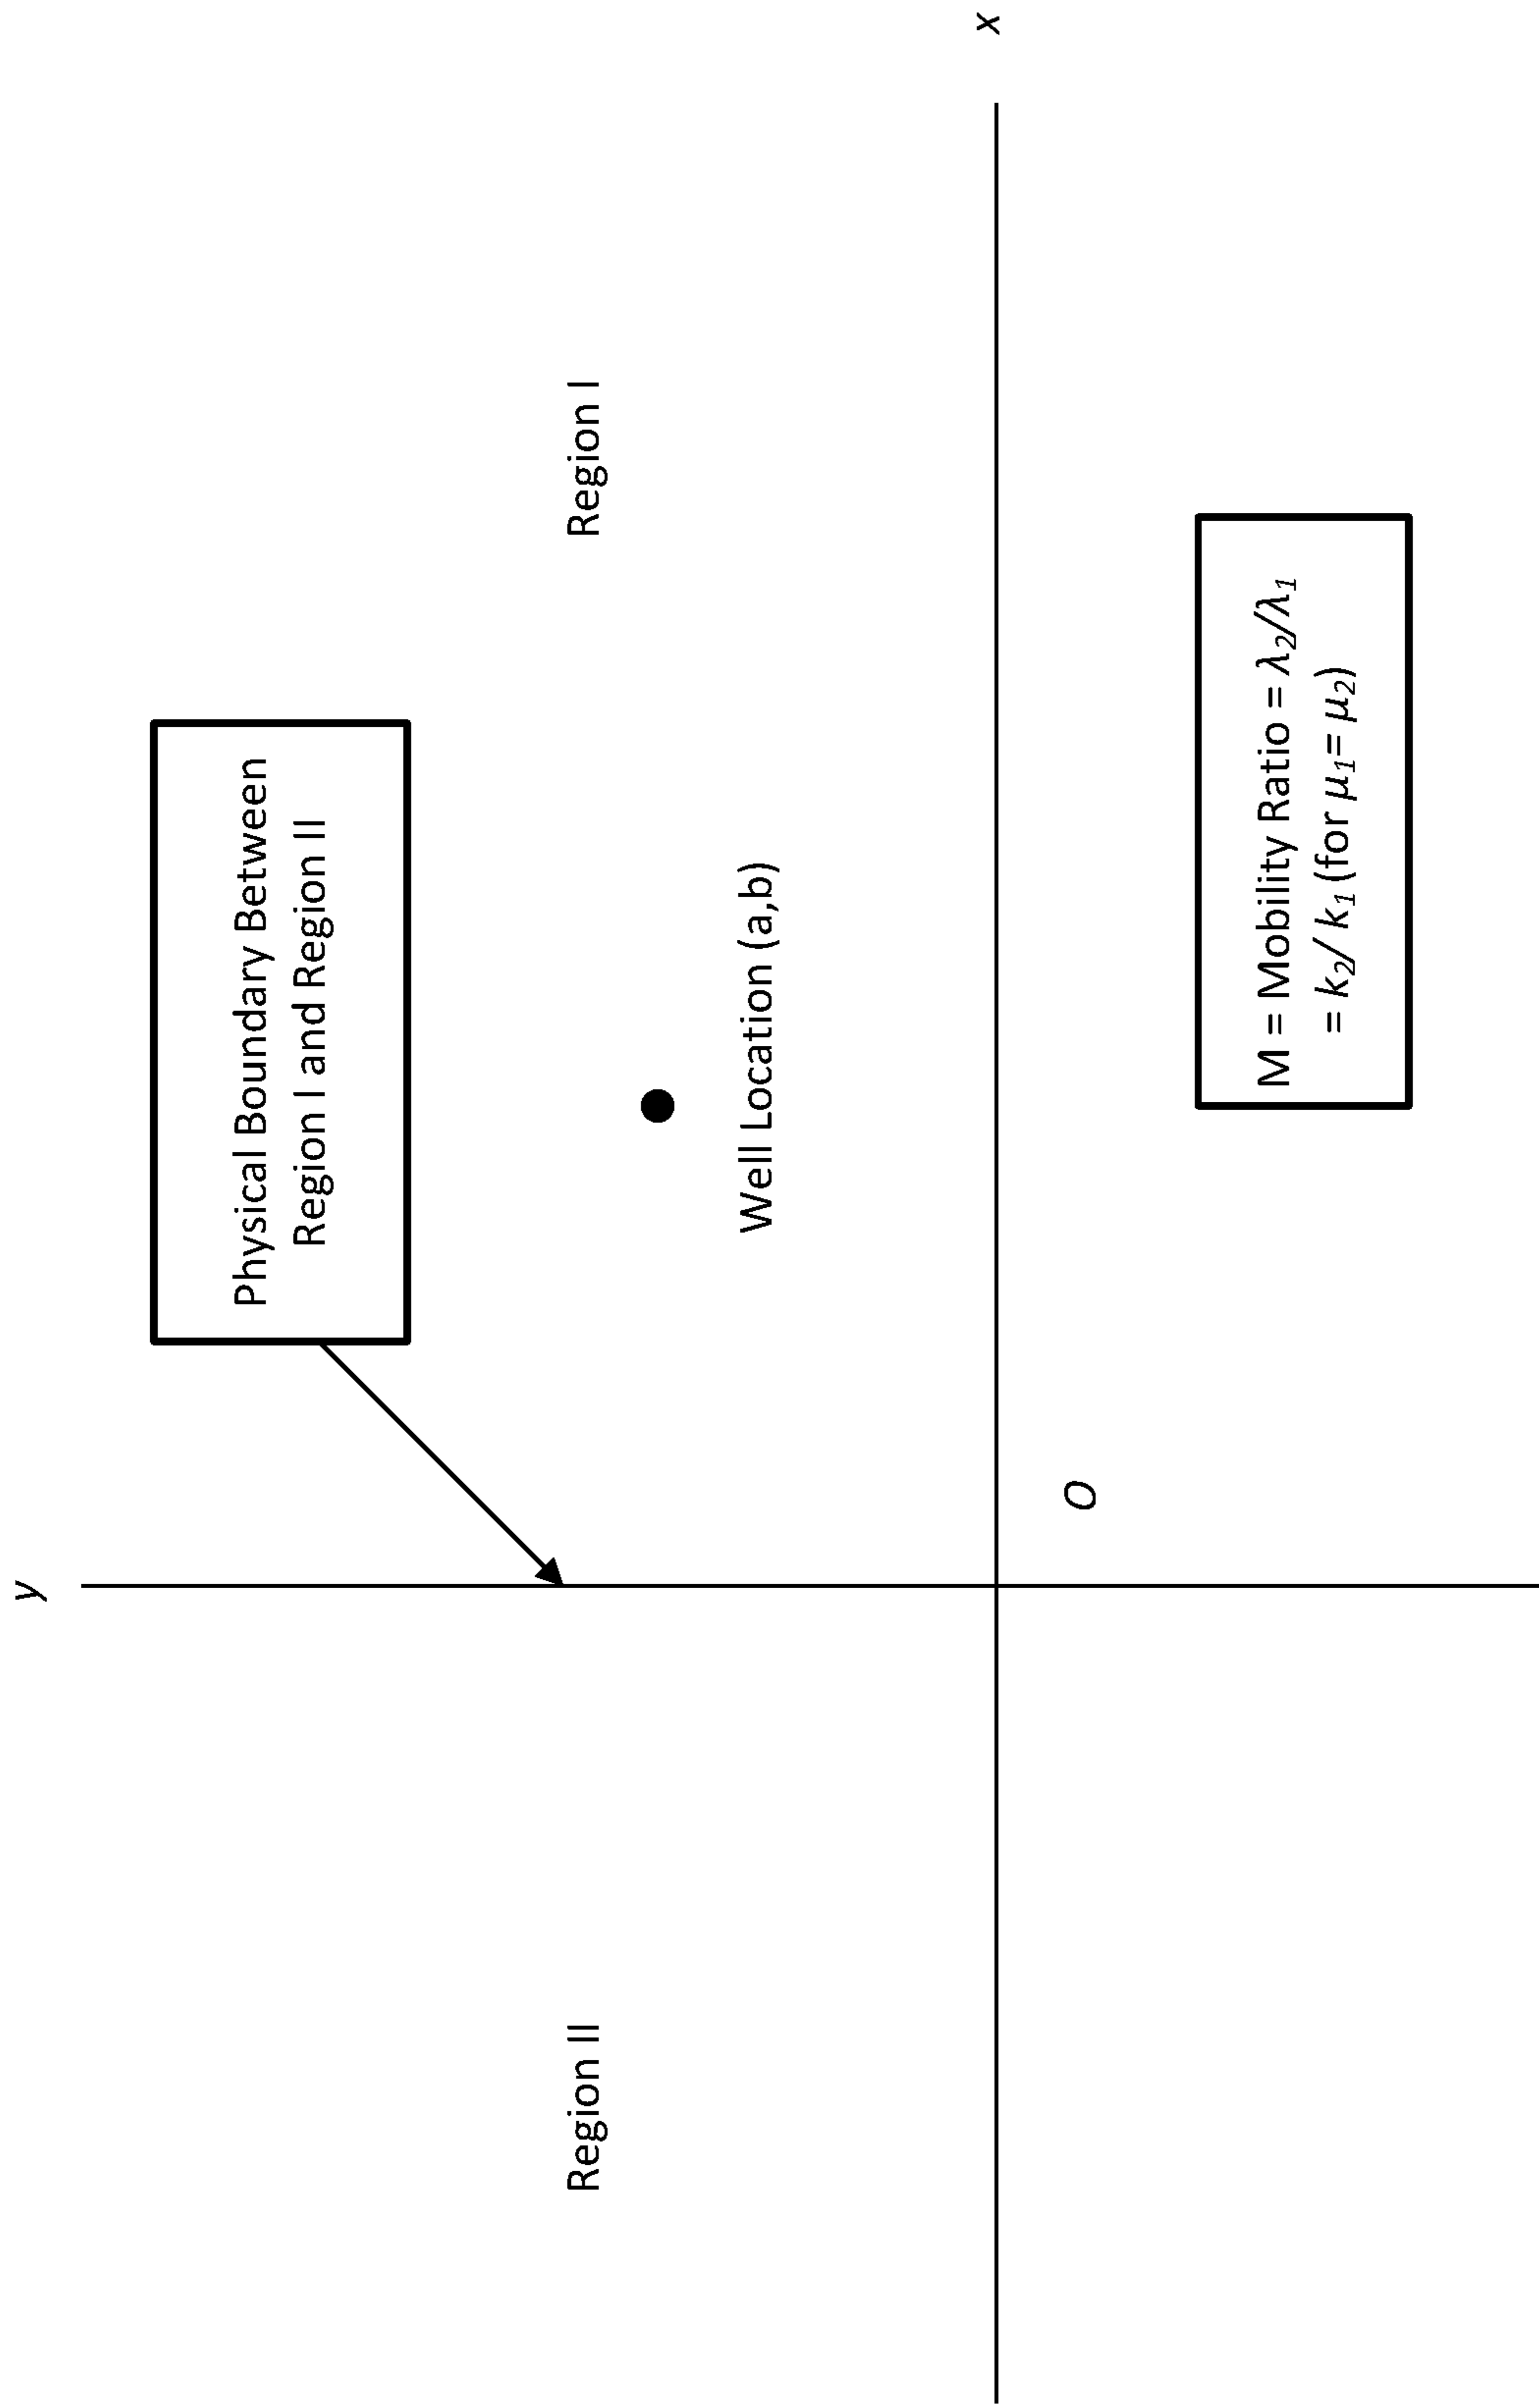 y
Physical Boundary Between
Region I and Region II
Region II
Region I
Well Location (a,b)
x
O
M = Mobility Ratio = λ2/λ1
= k2/ k1 (for μ1= μ2)